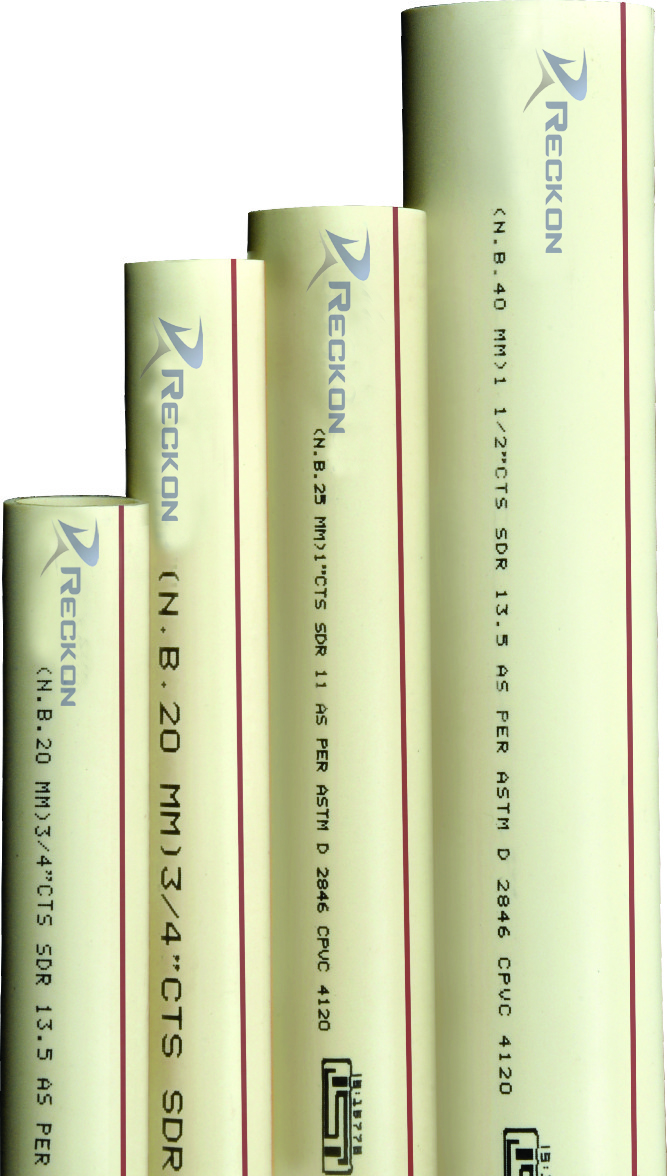 RECKON
(N.B.20 MM)3/4"CTS SDR 13.5 AS PER
RECKON
(N.B.20 MM)3/4"CTS SDR
RECKON
(N.B.25 MM)1"CTS SDR 11 AS PER ASTM D 2846 CPVC 4120
RECKON
(N.B.40 MM)1 1/2"CTS SDR 13.5 AS PER ASTM D 2846 CPVC 4120